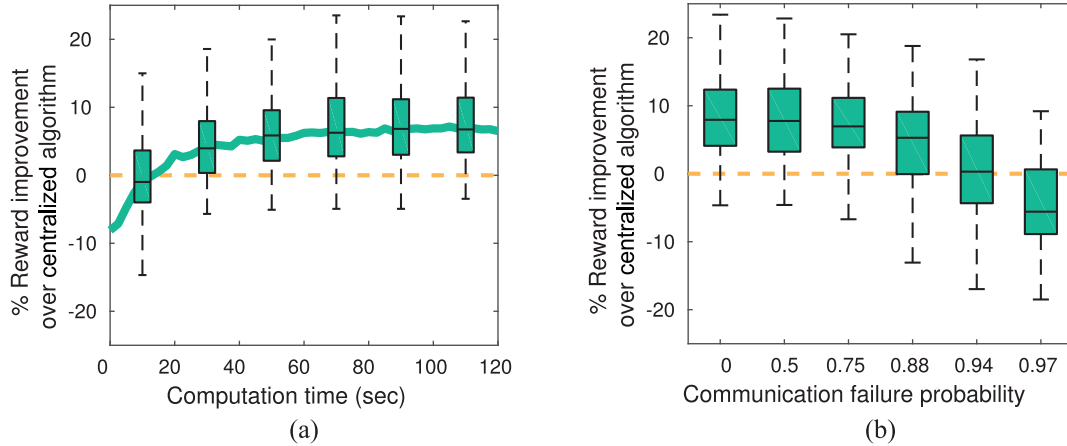 % Reward improvement
over centralized algorithm
20
10
0
-10
-20
0 20 40 60 80 100 120
Computation time (sec)
(a)
% Reward improvement
over centralized algorithm
20
10
0
-10
-20
0 0.5 0.75 0.88 0.94 0.97
Communication failure probability
(b)